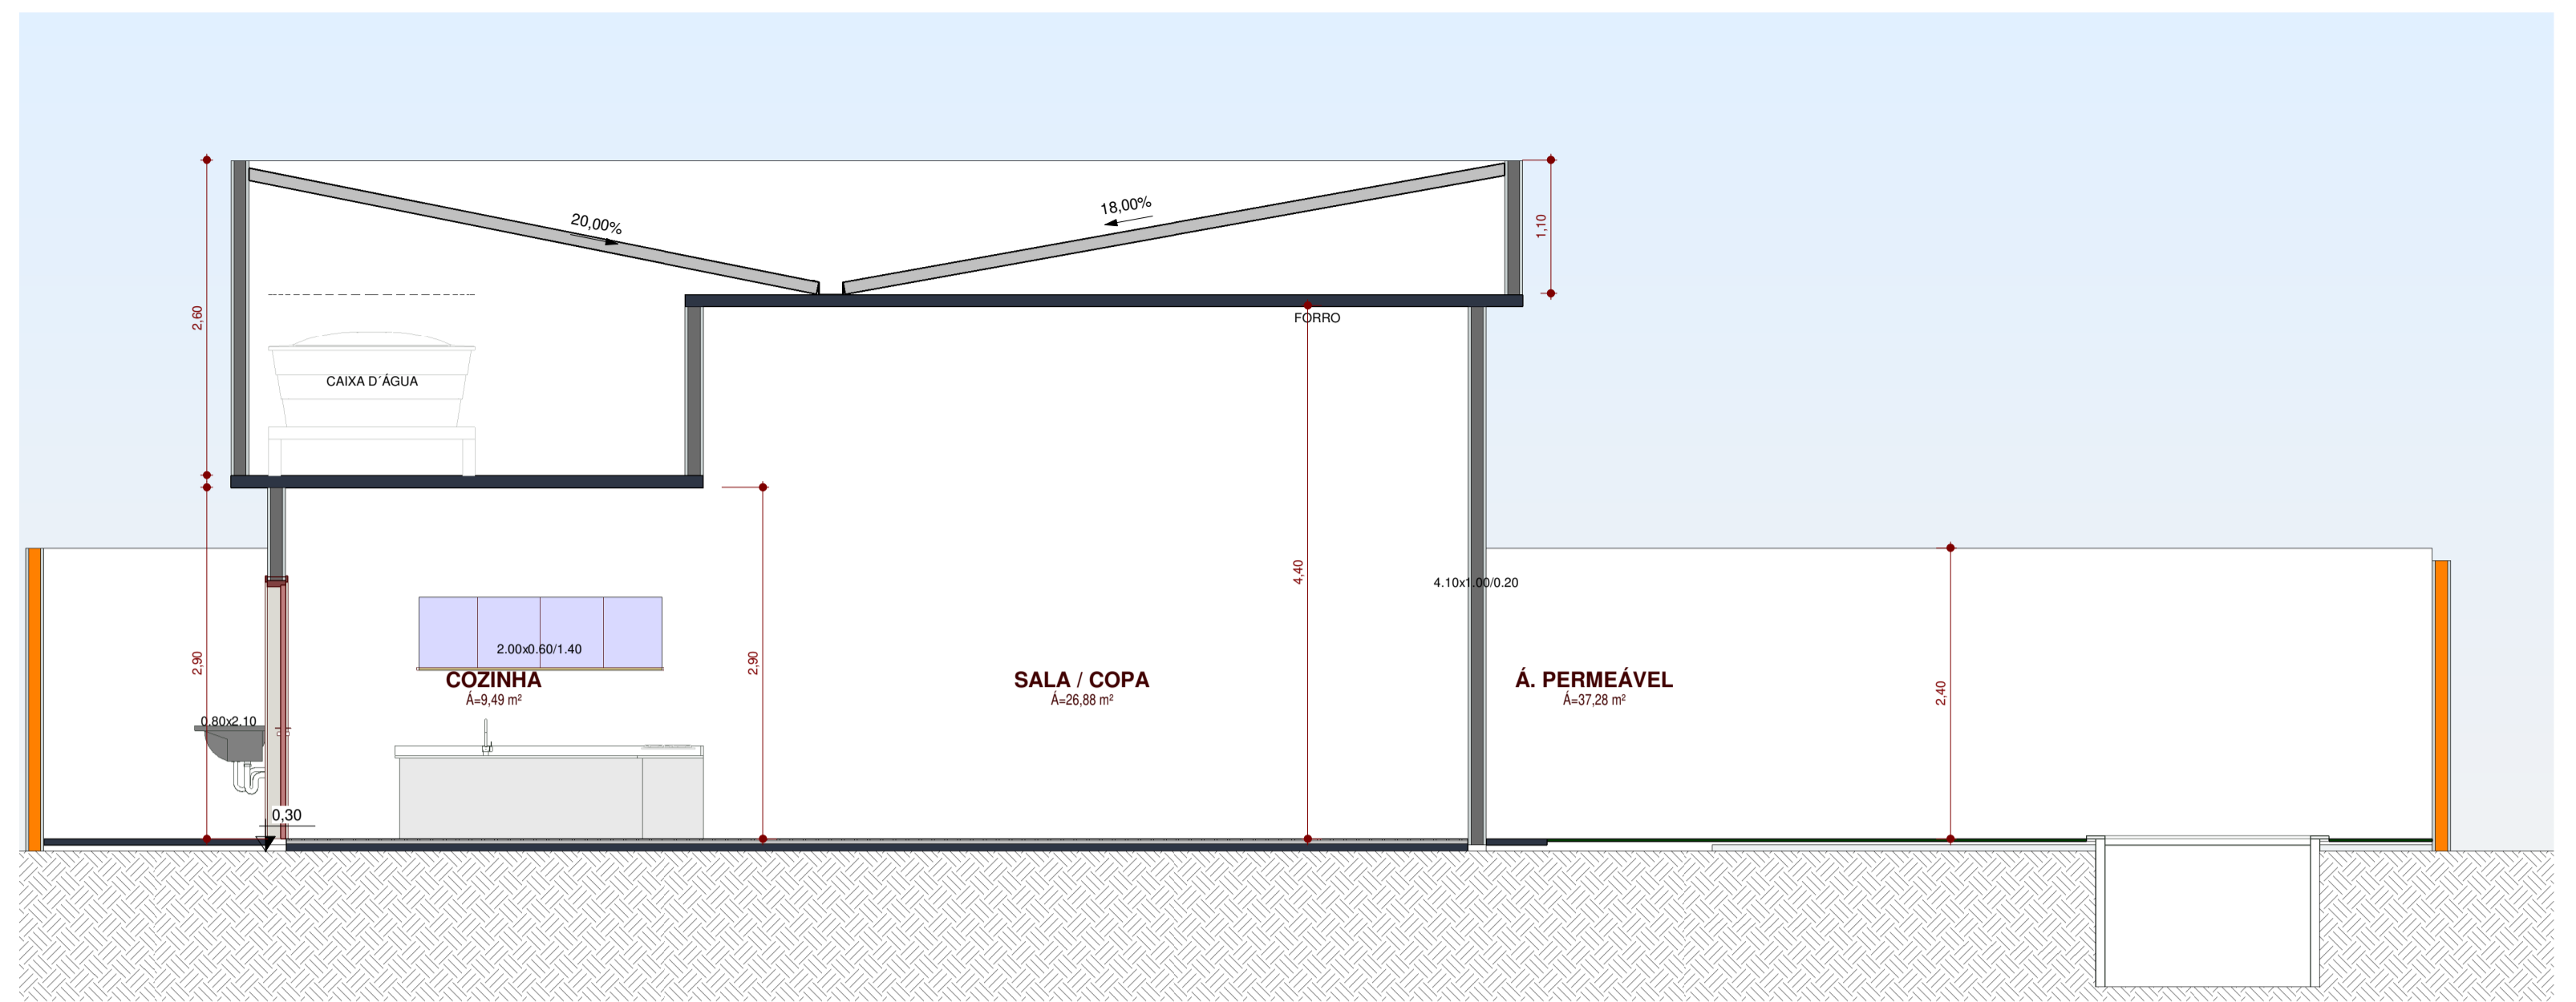 20,00%
18,00%
1,10
2,60
FORRO
CAIXA D´ÁGUA
4,40
4.10x1.00/0.20
2,90
2.00x0.60/1.40
2,90
COZINHA
Á=9,49 m²
SALA / COPA
Á=26,88 m²
Á. PERMEÁVEL
Á=37,28 m²
2,40
0.80x2.10
0,30